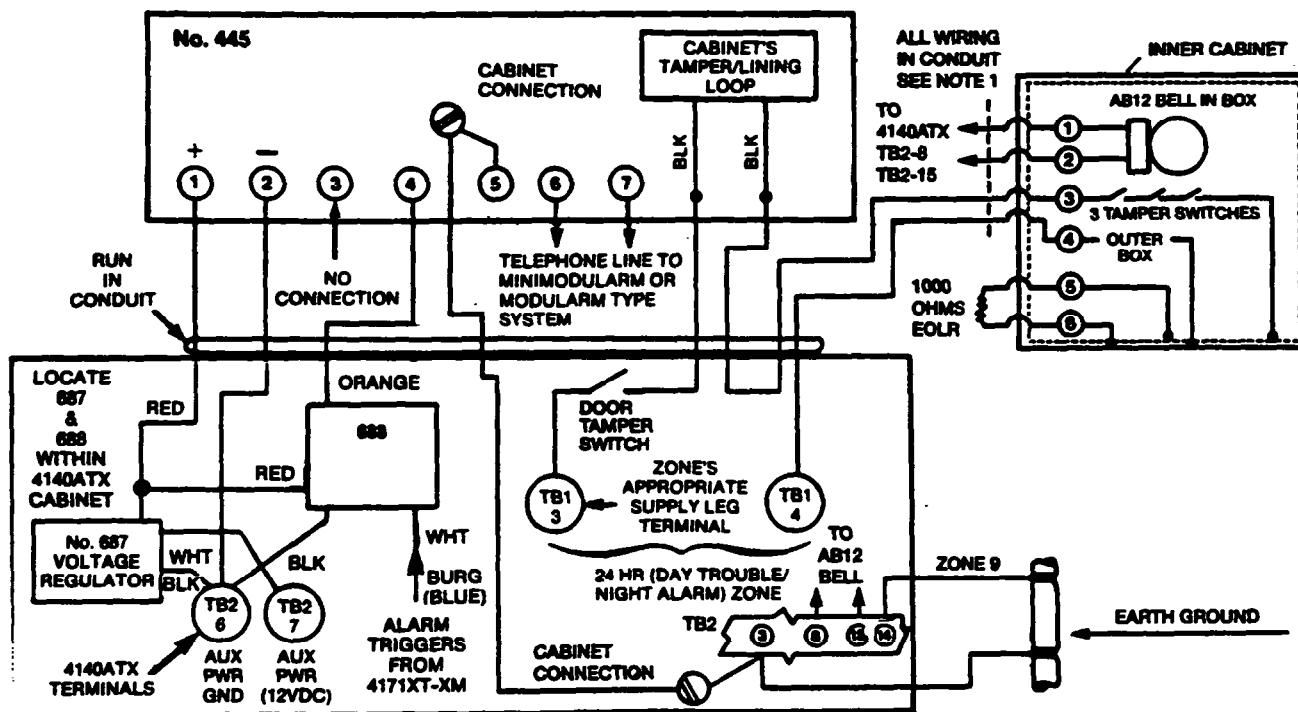 No. 445
CABINET
CONNECTION
CABINET'S
TAMPER/LINING
LOOP
ALL WIRING
IN CONDUIT
SEE NOTE 1
INNER CABINET
AB12 BELL IN BOX
TO
4140ATX
TB2-8
TB2-15
1
2
3
3 TAMPER SWITCHES
4
OUTER
BOX
1000
OHMS
EOLR
5
6
BLK
BLK
+
−
1
2
3
4
5
6
7
RUN
IN
CONDUIT
NO
CONNECTION
TELEPHONE LINE TO
MINIMODULARM OR
MODULARM TYPE
SYSTEM
LOCATE
687
&
688
WITHIN
4140ATX
CABINET
RED
ORANGE
688
RED
DOOR
TAMPER
SWITCH
TB1
3
ZONE'S
APPROPRIATE
SUPPLY LEG
TERMINAL
TB1
4
No. 687
VOLTAGE
REGULATOR
WHT
BLK
BLK
WHT
BURG
(BLUE)
TO
AB12
BELL
24 HR (DAY TROUBLE/
NIGHT ALARM) ZONE
ZONE 9
TB2
6
TB2
7
TB2
3
8
15
14
EARTH GROUND
4140ATX
TERMINALS
AUX
PWR
GND
AUX
PWR
(12VDC)
ALARM
TRIGGERS
FROM
4171XT-XM
CABINET
CONNECTION